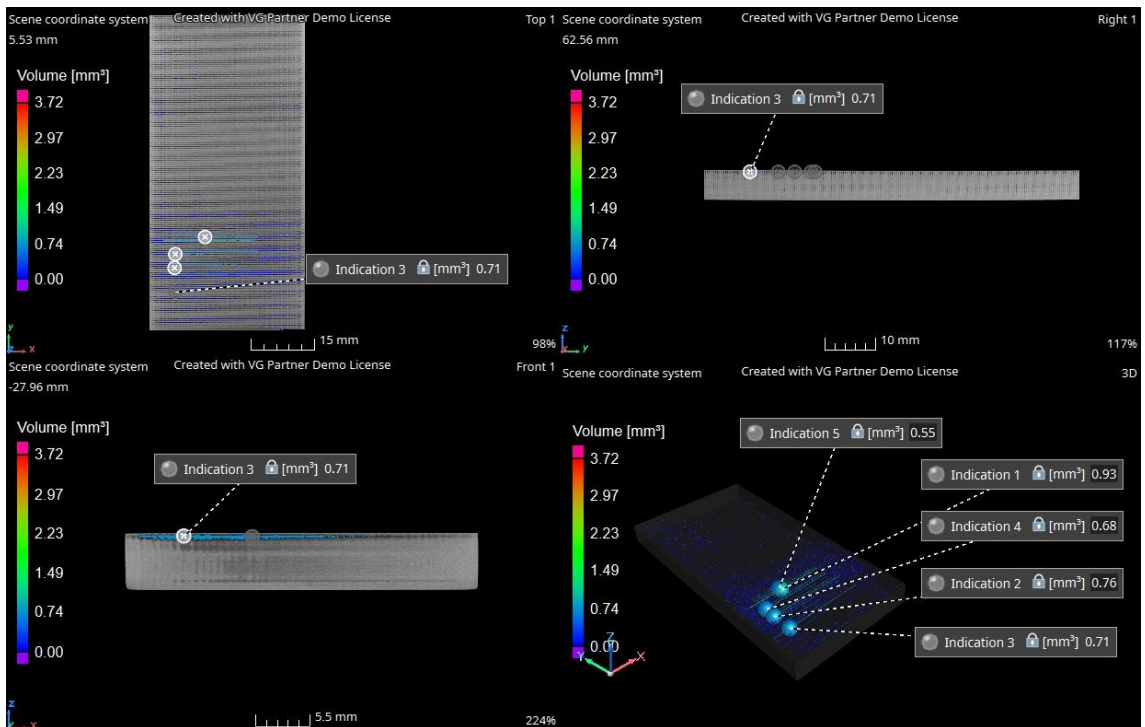 Scene coordinate system
Created with VG Partner Demo License
Top 1
5.53 mm
Volume [mm³]
3.72
2.97
2.23
1.49
0.74
0.00
Indication 3 [mm³] 0.71
y
z
x
15 mm
98%
Scene coordinate system
Created with VG Partner Demo License
Right 1
62.56 mm
Volume [mm³]
3.72
2.97
2.23
1.49
0.74
0.00
Indication 3 [mm³] 0.71
z
x
y
10 mm
117%
Scene coordinate system
Created with VG Partner Demo License
Front 1
-27.96 mm
Volume [mm³]
3.72
2.97
2.23
1.49
0.74
0.00
Indication 3 [mm³] 0.71
z
x
5.5 mm
224%
Scene coordinate system
Created with VG Partner Demo License
3D
Volume [mm³]
3.72
2.97
2.23
1.49
0.74
0.00
Indication 5 [mm³] 0.55
Indication 1 [mm³] 0.93
Indication 4 [mm³] 0.68
Indication 2 [mm³] 0.76
Indication 3 [mm³] 0.71
Z
Y
X